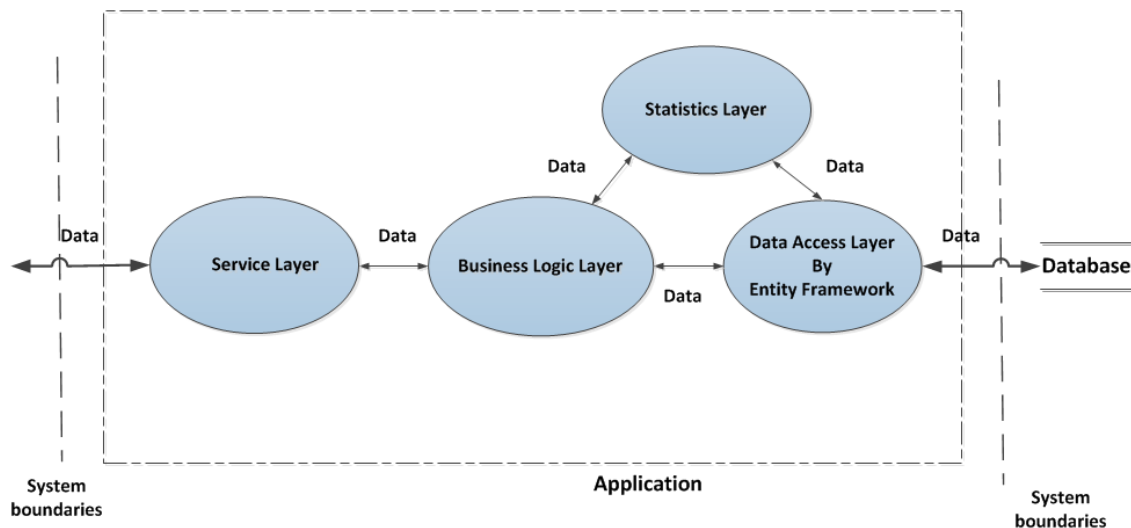 Statistics Layer
Data
Data
Data
Data
Data
Service Layer
Business Logic Layer
Data Access Layer
By
Entity Framework
Data
Database
System
boundaries
Application
System
boundaries